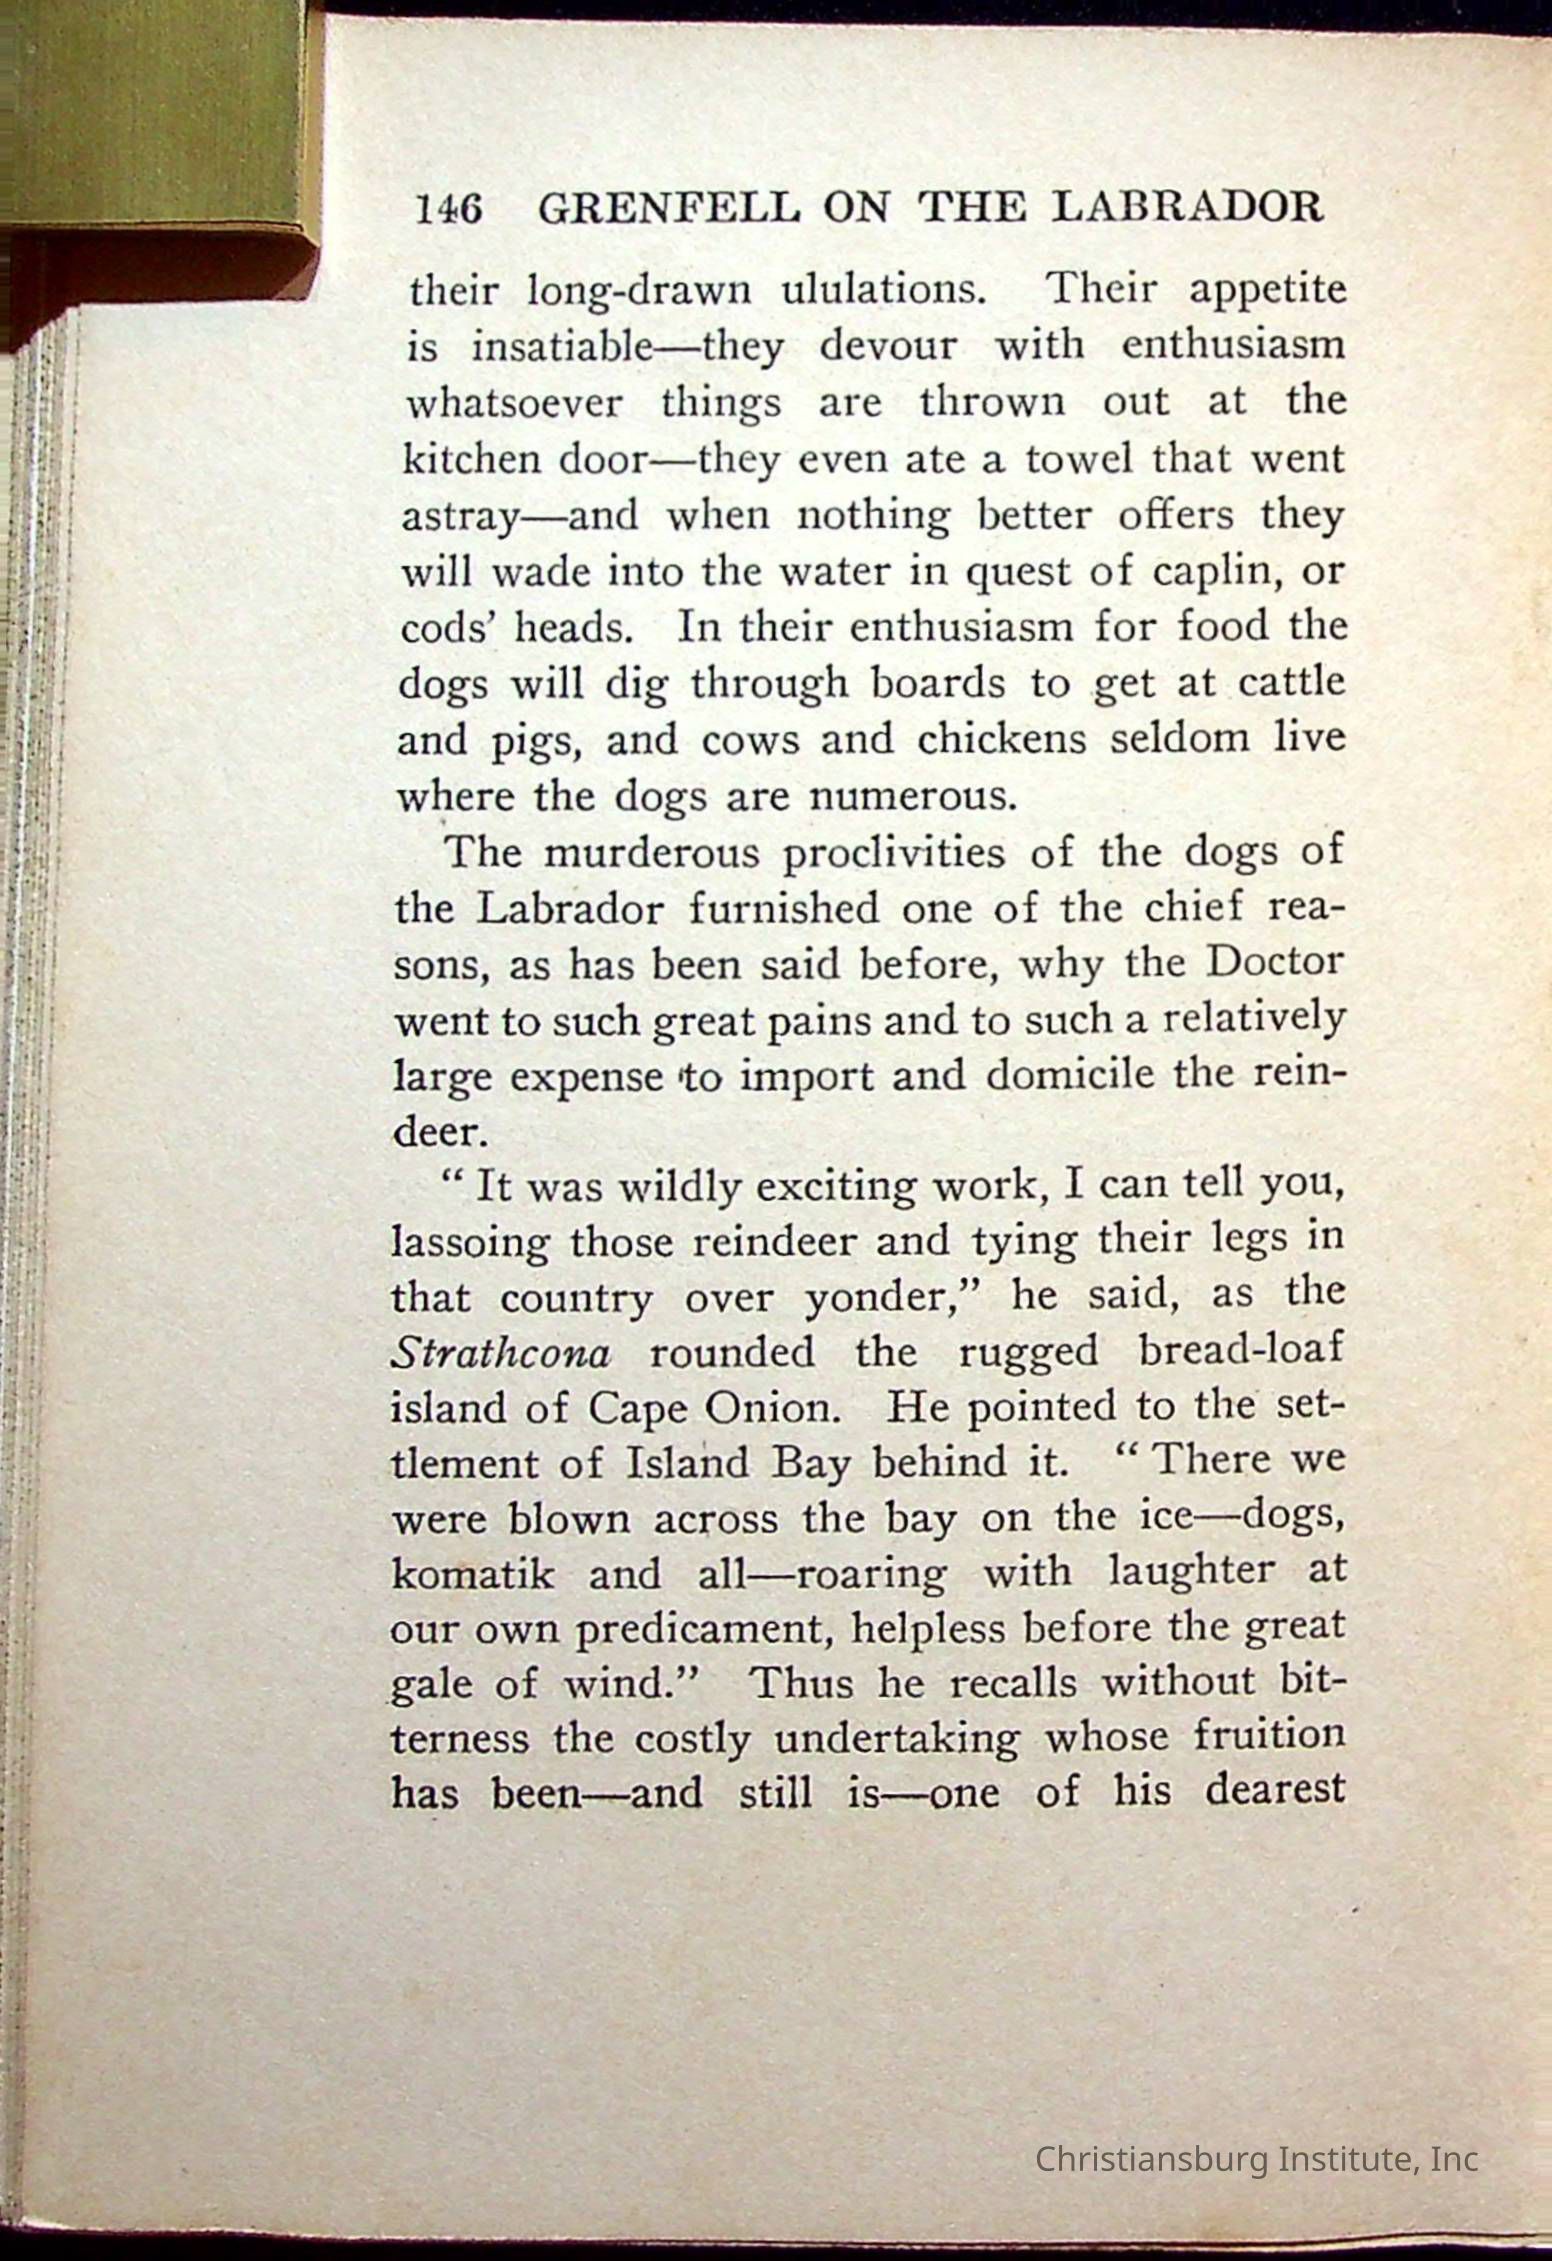 146 GRENFELL ON THE LABRADOR
their long-drawn ululations. Their appetite
is insatiable—they devour with enthusiasm
whatsoever things are thrown out at the
kitchen door—they even ate a towel that went
astray—and when nothing better offers they
will wade into the water in quest of caplin, or
cods' heads. In their enthusiasm for food the
dogs will dig through boards to get at cattle
and pigs, and cows and chickens seldom live
where the dogs are numerous.
The murderous proclivities of the dogs of
the Labrador furnished one of the chief rea-
sons, as has been said before, why the Doctor
went to such great pains and to such a relatively
large expense to import and domicile the rein-
deer.
“ It was wildly exciting work, I can tell you,
lassoing those reindeer and tying their legs in
that country over yonder,” he said, as the
Strathcona rounded the rugged bread-loaf
island of Cape Onion. He pointed to the set-
tlement of Island Bay behind it. “ There we
were blown across the bay on the ice—dogs,
komatik and all—roaring with laughter at
our own predicament, helpless before the great
gale of wind.” Thus he recalls without bit-
terness the costly undertaking whose fruition
has been—and still is—one of his dearest
Christiansburg Institute, Inc